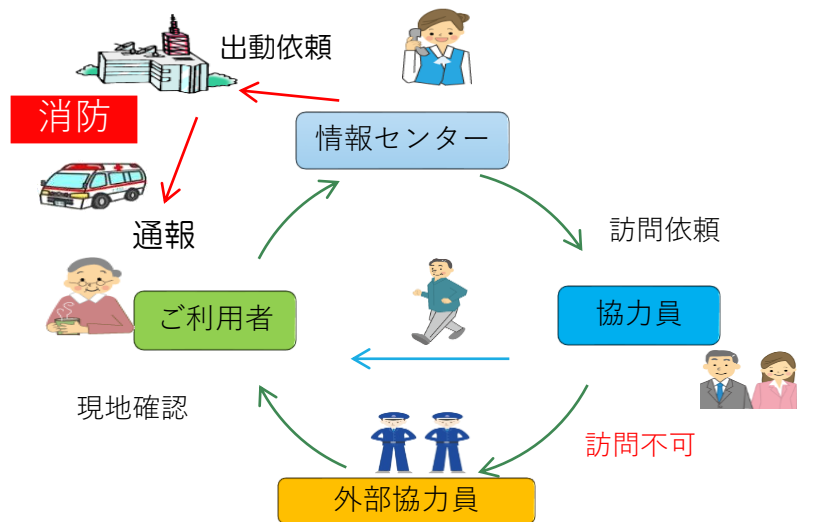 出動依頼
消防
情報センター
訪問依頼
通報
ご利用者
協力員
現地確認
訪問不可
外部協力員